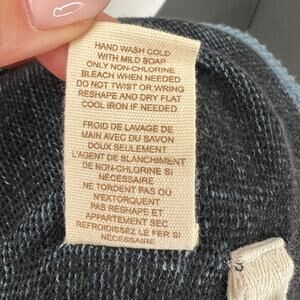 HAND WASH COLD
WITH MILD SOAP
ONLY NON-CHLORINE
BLEACH WHEN NEEDED
DO NOT TWIST OR WRING
RESHAPE AND DRY FLAT
COOL IRON IF NEEDED
FROID DE LAVAGE DE
MAIN AVEC DU SAVON
DOUX SEULEMENT
L'AGENT DE BLANCHIMENT
DE NON-CHLORINE SI
NÉCESSAIRE
NE TORDENT PAS OU
N'EXTORQUENT
PAS RESHAPE ET
APPARTEMENT SEC
REFROIDISSEZ LE FER SI
NÉCESSAIRE